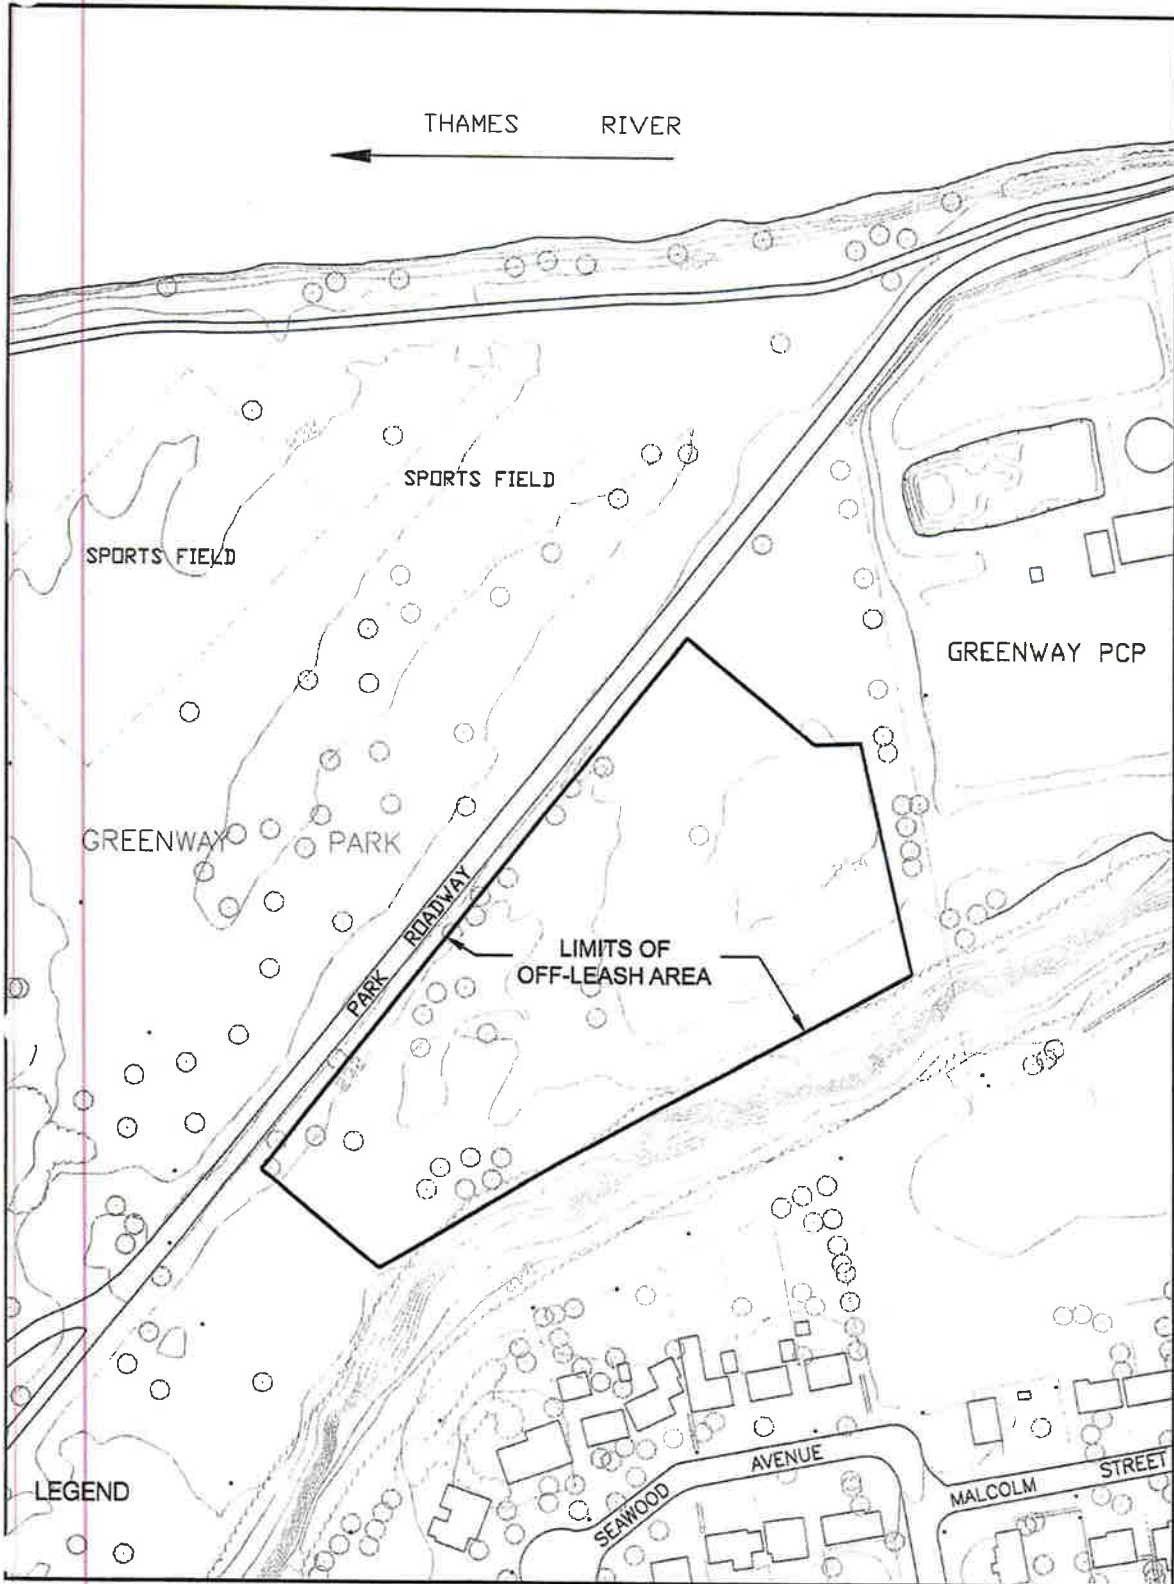 THAMES RIVER
SPORTS FIELD
SPORTS FIELD
GREENWAY PCP
GREENWAY PARK
PARK ROADWAY
LIMITS OF
OFF-LEASH AREA
LEGEND
SEAWOOD AVENUE
MALCOLM STREET